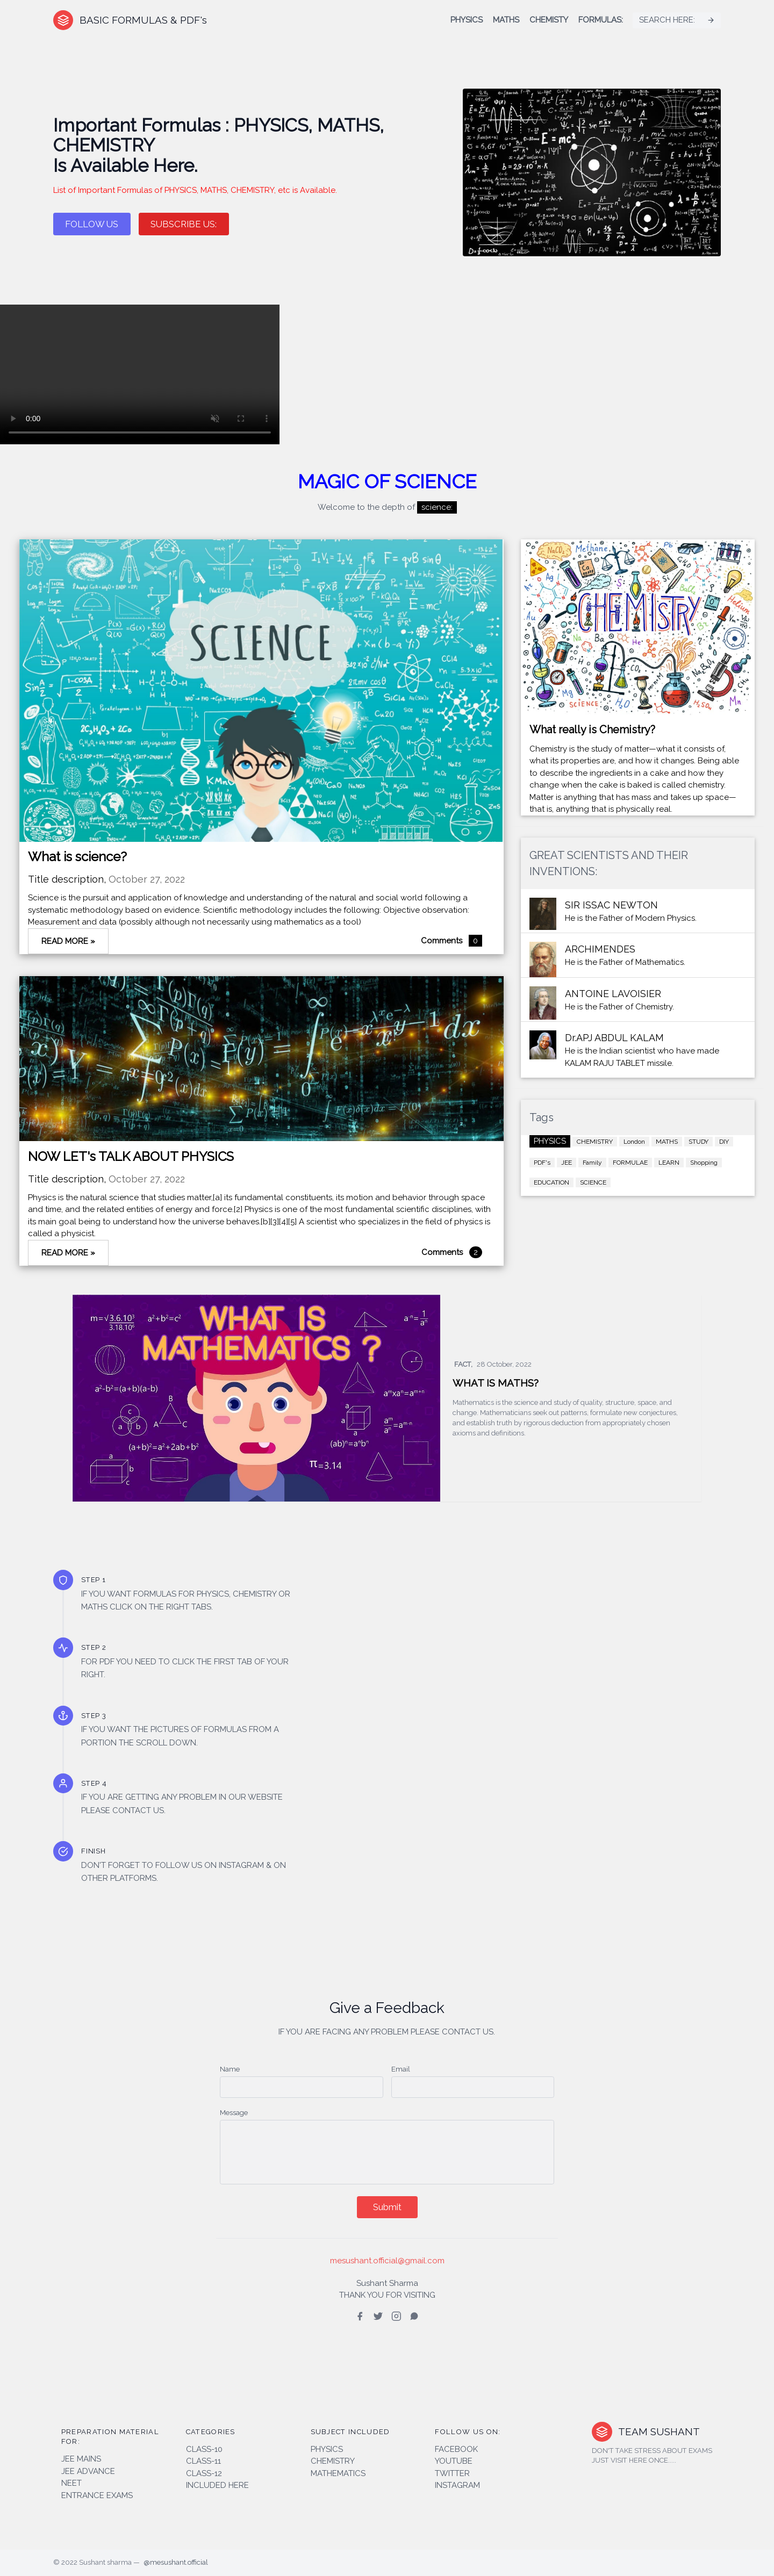 BASIC FORMULAS & PDF's
PHYSICS MATHS CHEMISTY FORMULAS: SEARCH HERE:
Important Formulas : PHYSICS, MATHS,
CHEMISTRY
Is Available Here.
List of Important Formulas of PHYSICS, MATHS, CHEMISTRY, etc is Available.
FOLLOW US SUBSCRIBE US:
0:00
MAGIC OF SCIENCE
Welcome to the depth of science:
SCIENCE
What is science?
Title description, October 27, 2022
Science is the pursuit and application of knowledge and understanding of the natural and social world following a
systematic methodology based on evidence. Scientific methodology includes the following: Objective observation:
Measurement and data (possibly although not necessarily using mathematics as a tool)
READ MORE »
Comments 0
NOW LET's TALK ABOUT PHYSICS
Title description, October 27, 2022
Physics is the natural science that studies matter,[a] its fundamental constituents, its motion and behavior through space
and time, and the related entities of energy and force.[2] Physics is one of the most fundamental scientific disciplines, with
its main goal being to understand how the universe behaves.[b][3][4][5] A scientist who specializes in the field of physics is
called a physicist.
READ MORE »
Comments 2
CHEMISTRY
What really is Chemistry?
Chemistry is the study of matter—what it consists of,
what its properties are, and how it changes. Being able
to describe the ingredients in a cake and how they
change when the cake is baked is called chemistry.
Matter is anything that has mass and takes up space—
that is, anything that is physically real.
GREAT SCIENTISTS AND THEIR
INVENTIONS:
SIR ISSAC NEWTON
He is the Father of Modern Physics.
ARCHIMENDES
He is the Father of Mathematics.
ANTOINE LAVOISIER
He is the Father of Chemistry.
Dr.APJ ABDUL KALAM
He is the Indian scientist who have made
KALAM RAJU TABLET missile.
Tags
PHYSICS CHEMISTRY London MATHS STUDY DIY
PDF's JEE Family FORMULAE LEARN Shopping
EDUCATION SCIENCE
WHAT IS
MATHEMATICS ?
FACT, 28 October, 2022
WHAT IS MATHS?
Mathematics is the science and study of quality, structure, space, and
change. Mathematicians seek out patterns, formulate new conjectures,
and establish truth by rigorous deduction from appropriately chosen
axioms and definitions.
STEP 1
IF YOU WANT FORMULAS FOR PHYSICS, CHEMISTRY OR
MATHS CLICK ON THE RIGHT TABS.
STEP 2
FOR PDF YOU NEED TO CLICK THE FIRST TAB OF YOUR
RIGHT.
STEP 3
IF YOU WANT THE PICTURES OF FORMULAS FROM A
PORTION THE SCROLL DOWN.
STEP 4
IF YOU ARE GETTING ANY PROBLEM IN OUR WEBSITE
PLEASE CONTACT US.
FINISH
DON'T FORGET TO FOLLOW US ON INSTAGRAM & ON
OTHER PLATFORMS.
Give a Feedback
IF YOU ARE FACING ANY PROBLEM PLEASE CONTACT US.
Name Email
Message
Submit
mesushant.official@gmail.com
Sushant Sharma.
THANK YOU FOR VISITING
PREPARATION MATERIAL
FOR:
JEE MAINS
JEE ADVANCE
NEET
ENTRANCE EXAMS
CATEGORIES
CLASS-10
CLASS-11
CLASS-12
INCLUDED HERE
SUBJECT INCLUDED
PHYSICS
CHEMISTRY
MATHEMATICS
FOLLOW US ON:
FACEBOOK
YOUTUBE
TWITTER
INSTAGRAM
TEAM SUSHANT
DON'T TAKE STRESS ABOUT EXAMS
JUST VISIT HERE ONCE.....
© 2022 Sushant sharma — @mesushant.official